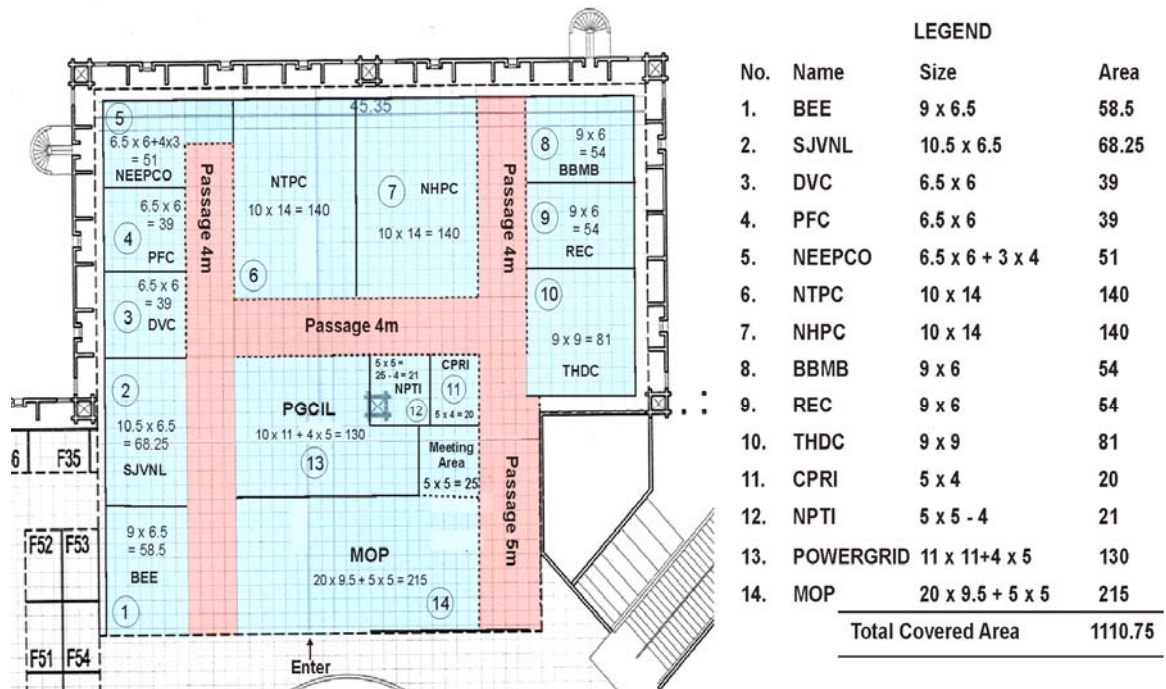 45.35
5
6.5 x 6+4x3
= 51
NEEPCO
6.5 x 6
= 39
4
PFC
6.5 x 6
= 39
3
DVC
2
10.5 x 6.5
= 68.25
SJVNL
9 x 6.5
= 58.5
BEE
1
Passage 4m
NTPC
10 x 14 = 140
6
7
NHPC
10 x 14 = 140
Passage 4m
8
9 x 6
= 54
BBMB
9
9 x 6
= 54
REC
10
9 x 9 = 81
THDC
Passage 4m
PGCIL
10 x 11 + 4 x 5 = 130
13
5 x 5 =
25 - 4 = 21
NPTI
12
CPRI
11
5 x 4 = 20
Meeting
Area
5 x 5 = 25
Passage 5m
MOP
20 x 9.5 + 5 x 5 = 215
14
Enter
6
F35
F52
F53
F51
F54
LEGEND
No. Name Size Area
1. BEE 9 x 6.5 58.5
2. SJVNL 10.5 x 6.5 68.25
3. DVC 6.5 x 6 39
4. PFC 6.5 x 6 39
5. NEEPCO 6.5 x 6 + 3 x 4 51
6. NTPC 10 x 14 140
7. NHPC 10 x 14 140
8. BBMB 9 x 6 54
9. REC 9 x 6 54
10. THDC 9 x 9 81
11. CPRI 5 x 4 20
12. NPTI 5 x 5 - 4 21
13. POWERGRID 11 x 11+4 x 5 130
14. MOP 20 x 9.5 + 5 x 5 215
Total Covered Area 1110.75